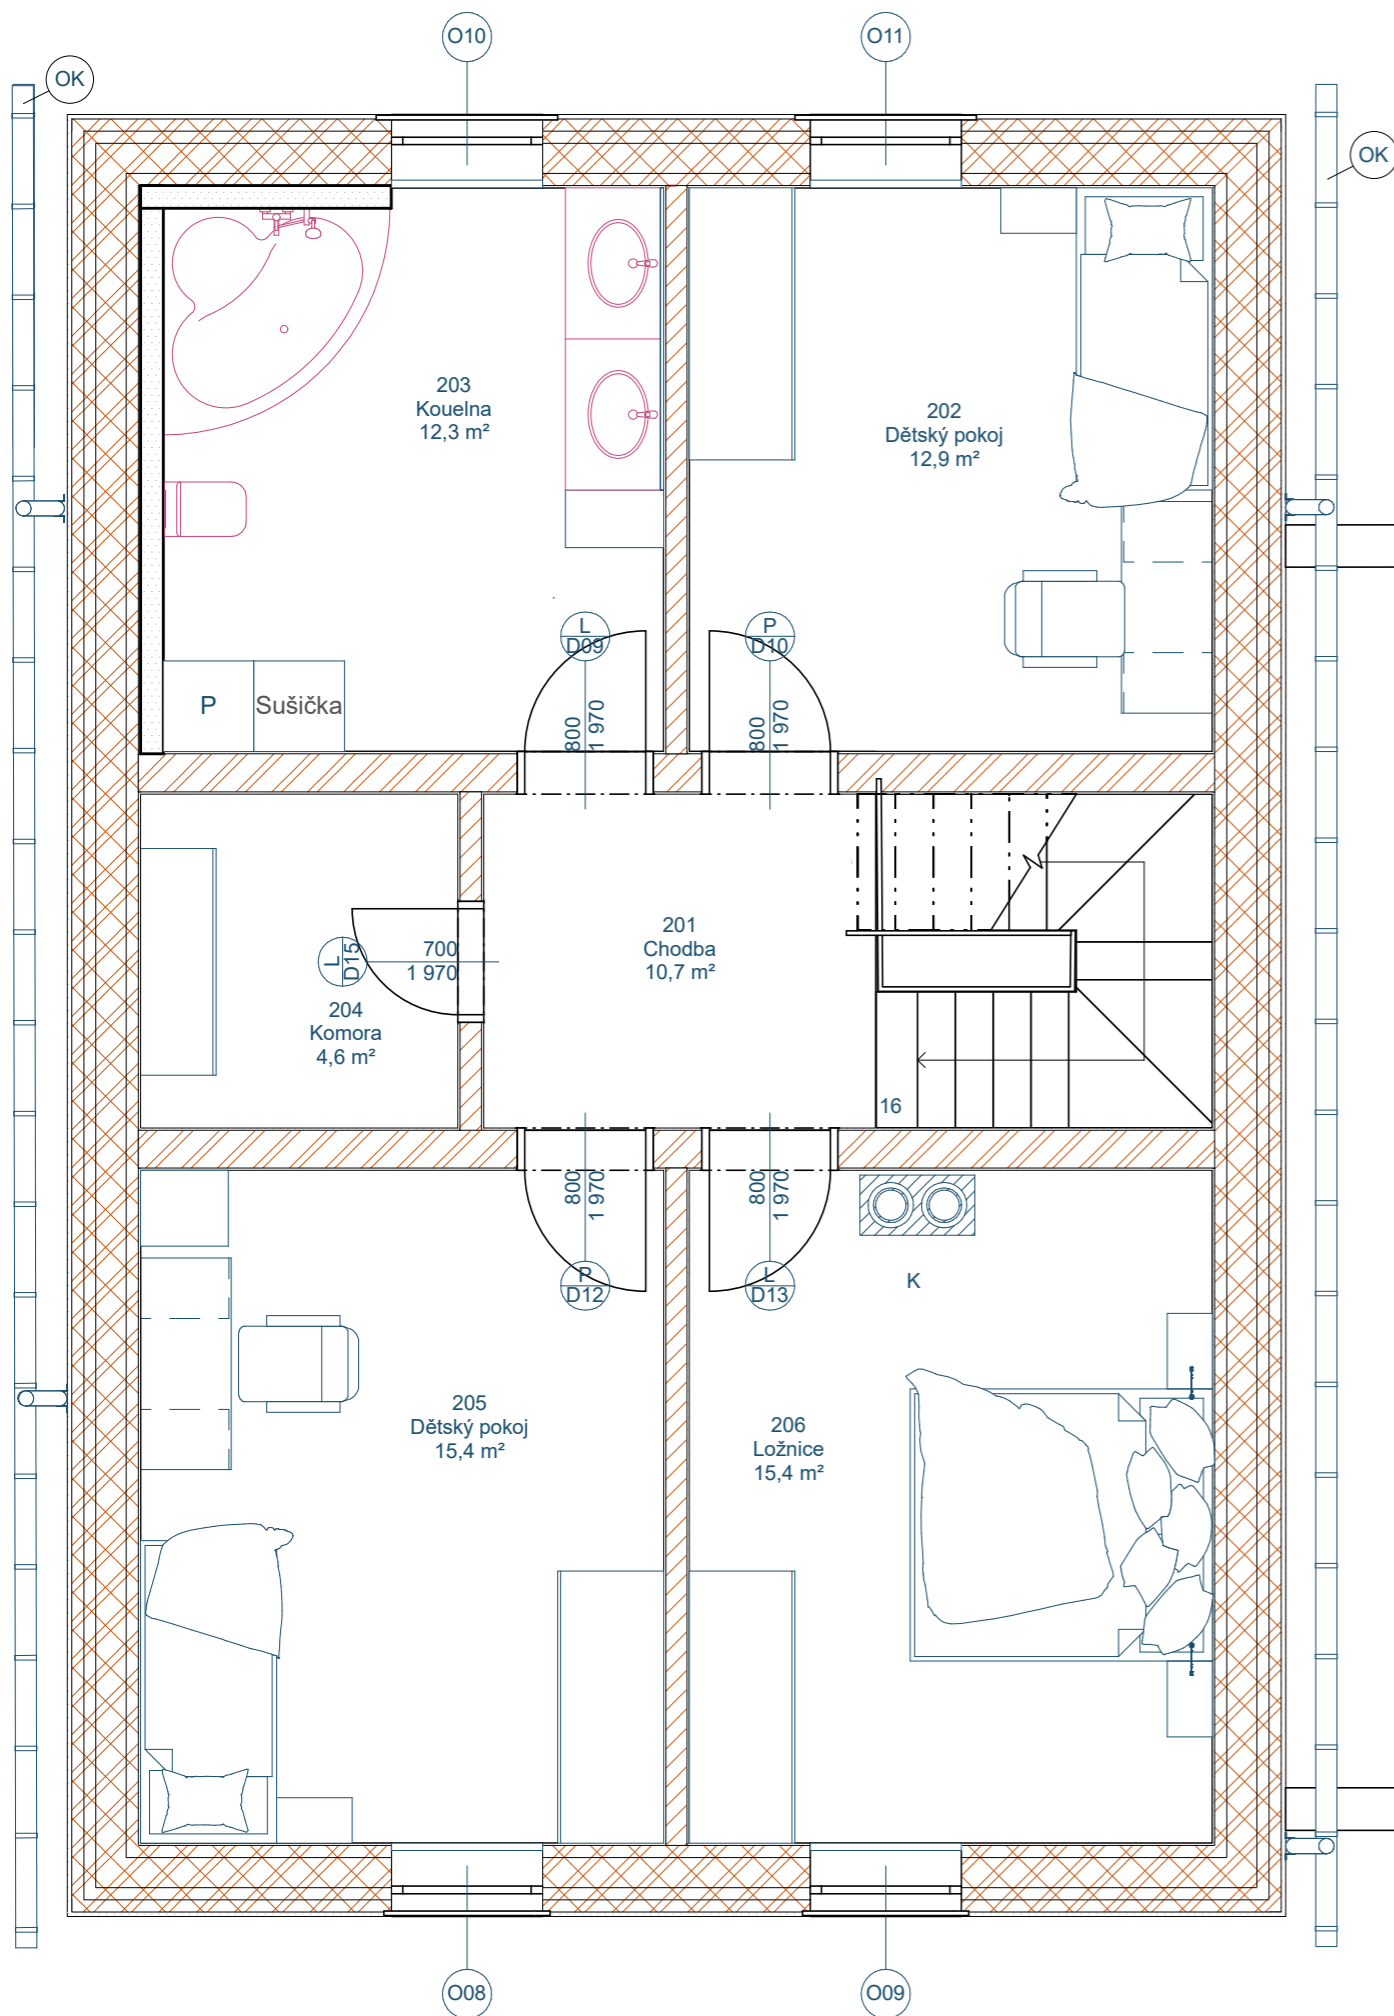 O10
O11
OK
OK
203
Kouelna
12,3 m²
202
Dětský pokoj
12,9 m²
L
D09
P
D10
800
1 970
800
1 970
P
Sušička
201
Chodba
10,7 m²
L
D15
700
1 970
204
Komora
4,6 m²
16
800
1 970
800
1 970
P
D12
L
D13
K
205
Dětský pokoj
15,4 m²
206
Ložnice
15,4 m²
O08
O09